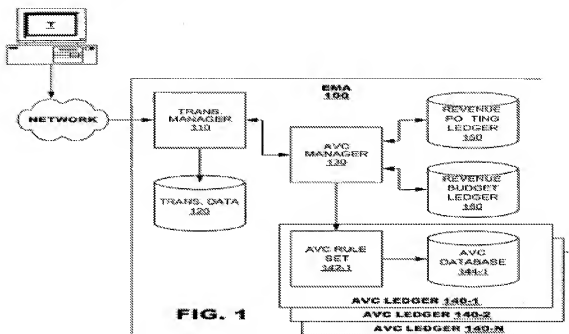 T
NETWORK
EMA
100
TRANS.
MANAGER
110
TRANS. DATA
120
AVC
MANAGER
130
REVENUE
PO TING
LEDGER
150
REVENUE
BUDGET
LEDGER
160
AVC RULE
SET
142-1
AVC
DATABASE
144-1
AVC LEDGER 140-1
AVC LEDGER 140-2
AVC LEDGER 140-N
FIG. 1